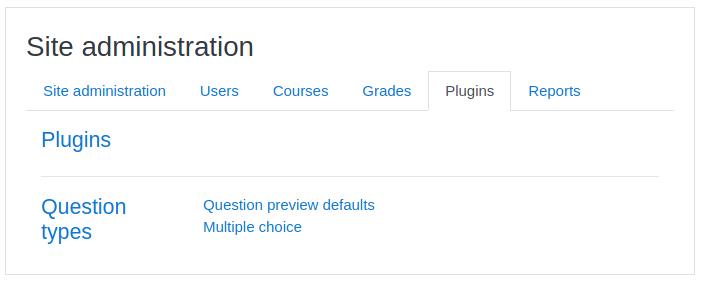 Site administration
Site administration Users Courses Grades Plugins Reports
Plugins
Question types
Question preview defaults
Multiple choice